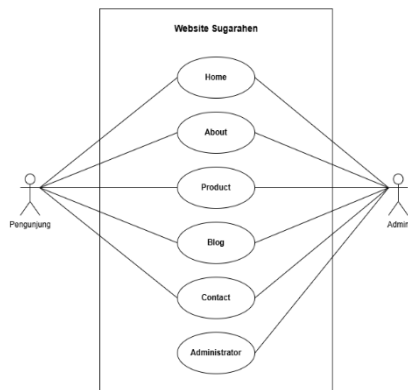 Website Sugarahen
Home
About
Product
Blog
Contact
Administrator
Pengunjung
Admin